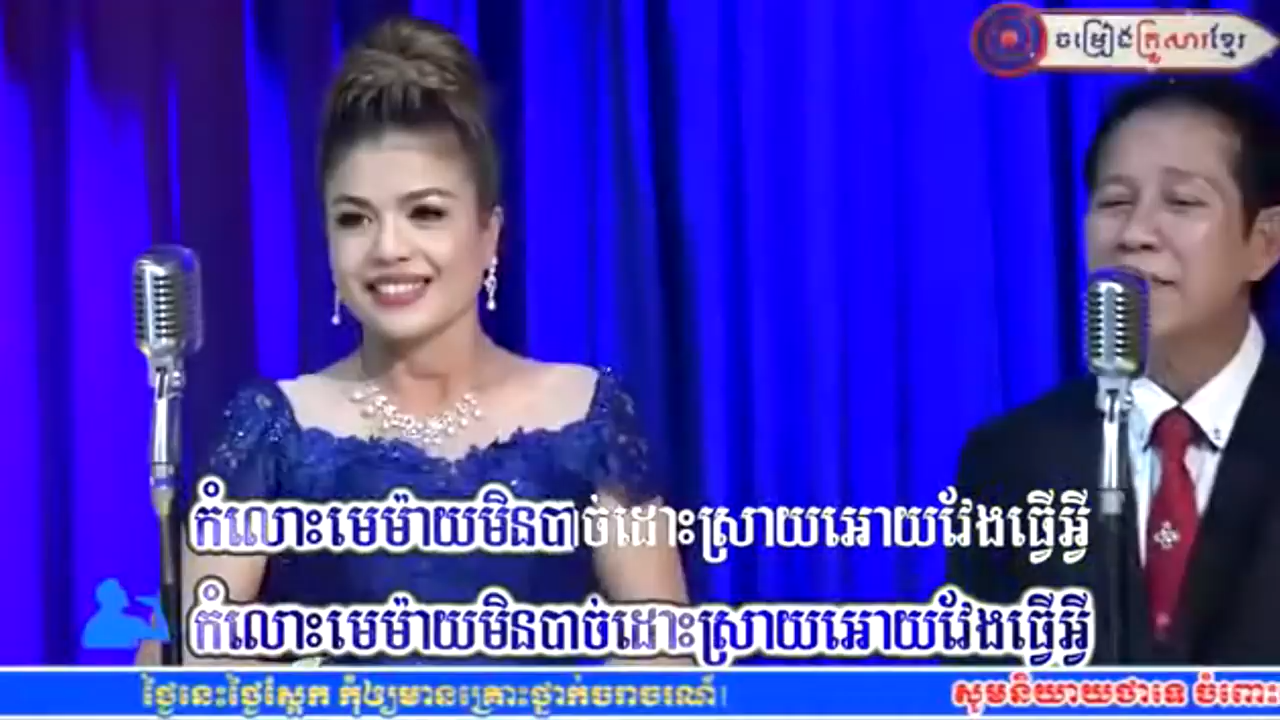 ចម្រៀងគ្រួសារខ្មែរ
កំលោះមេម៉ាយមិនបាច់ដោះស្រាយអោយវែងធ្វើអ្វី
កំលោះមេម៉ាយមិនបាច់ដោះស្រាយអោយវែងធ្វើអ្វី
ថ្ងៃនេះថ្ងៃស្អែក កុំឲ្យមានគ្រោះថ្នាក់ចរាចរណ៍! សូមនិយាយថាទេ ចំពោះ